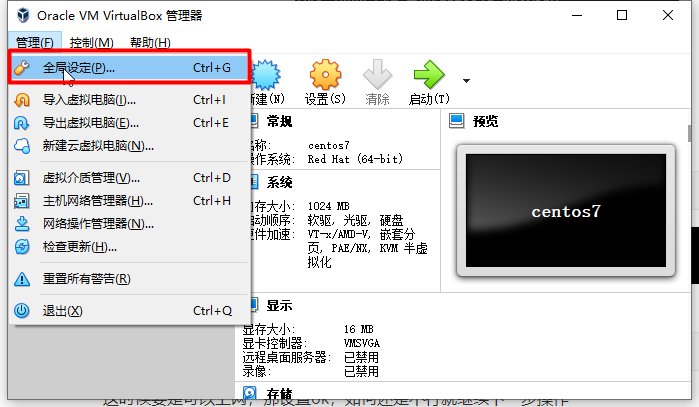 Oracle VM VirtualBox 管理器
管理(F) 控制(M) 帮助(H)
全局设定(P)... Ctrl+G
导入虚拟电脑(I)... Ctrl+I
导出虚拟电脑(E)... Ctrl+E
新建云虚拟电脑(N)...
虚拟介质管理(V)... Ctrl+D
主机网络管理器(H)... Ctrl+H
网络操作管理器(N)...
检查更新(H)...
重置所有警告(R)
退出(X) Ctrl+Q
建(N) 设置(S) 清除 启动(T)
常规
名称: centos7
操作系统: Red Hat (64-bit)
系统
内存大小: 1024 MB
启动顺序: 软驱, 光驱, 硬盘
硬件加速: VT-x/AMD-V, 嵌套分
页, PAE/NX, KVM 半虚
拟化
预览
centos7
显示
显存大小: 16 MB
显卡控制器: VMSVGA
远程桌面服务器: 已禁用
录像: 已禁用
存储